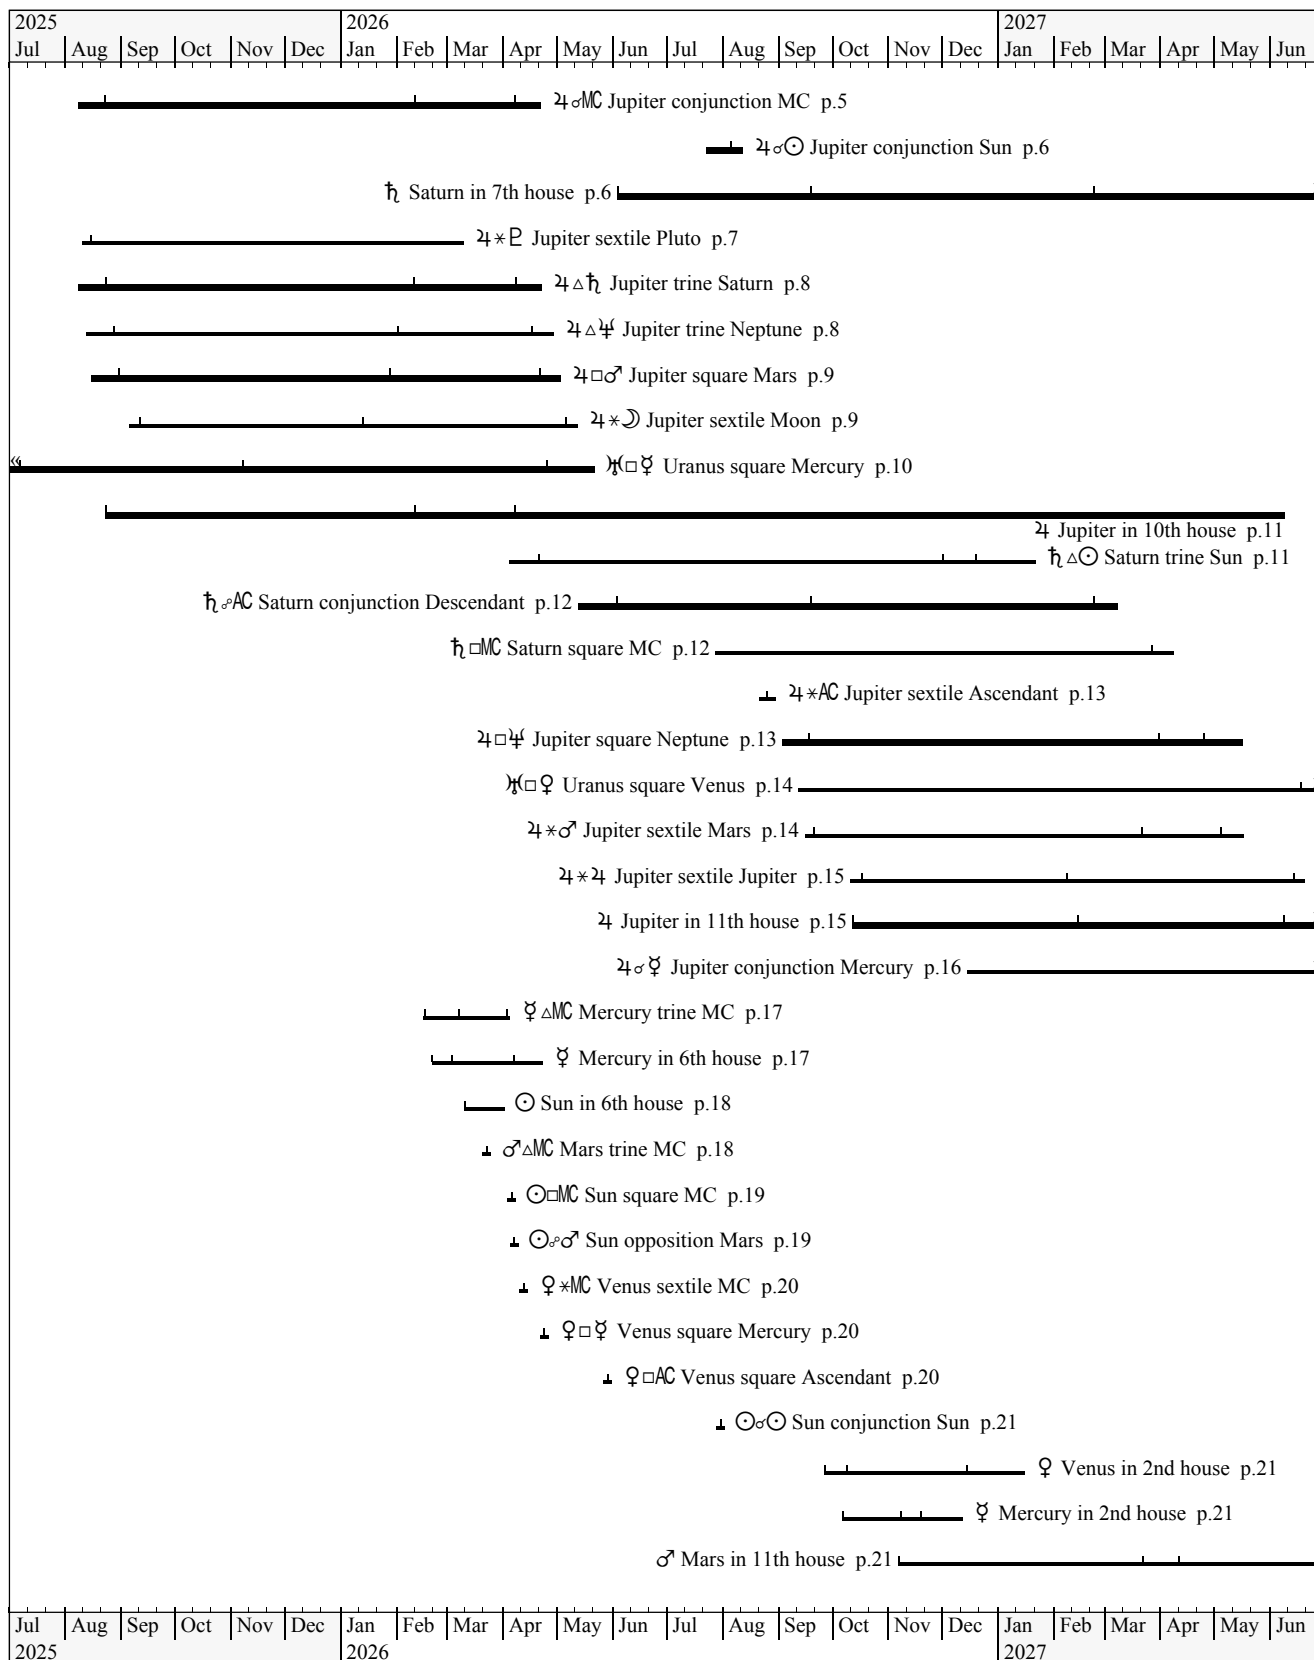 2025 2026 2027
Jul Aug Sep Oct Nov Dec Jan Feb Mar Apr May Jun Jul Aug Sep Oct Nov Dec Jan Feb Mar Apr May Jun
♃☌MC Jupiter conjunction MC p.5
♃☌☉ Jupiter conjunction Sun p.6
♄ Saturn in 7th house p.6
♃⚹♇ Jupiter sextile Pluto p.7
♃△♄ Jupiter trine Saturn p.8
♃△♆ Jupiter trine Neptune p.8
♃□♂ Jupiter square Mars p.9
♃⚹☽ Jupiter sextile Moon p.9
« ♅□☿ Uranus square Mercury p.10
♃ Jupiter in 10th house p.11
♄△☉ Saturn trine Sun p.11
♄☍AC Saturn conjunction Descendant p.12
♄□MC Saturn square MC p.12
♃⚹AC Jupiter sextile Ascendant p.13
♃□♆ Jupiter square Neptune p.13
♅□♀ Uranus square Venus p.14
♃⚹♂ Jupiter sextile Mars p.14
♃⚹♃ Jupiter sextile Jupiter p.15
♃ Jupiter in 11th house p.15
♃☌☿ Jupiter conjunction Mercury p.16
☿△MC Mercury trine MC p.17
☿ Mercury in 6th house p.17
☉ Sun in 6th house p.18
♂△MC Mars trine MC p.18
☉□MC Sun square MC p.19
☉☍♂ Sun opposition Mars p.19
♀⚹MC Venus sextile MC p.20
♀□☿ Venus square Mercury p.20
♀□AC Venus square Ascendant p.20
☉☌☉ Sun conjunction Sun p.21
♀ Venus in 2nd house p.21
☿ Mercury in 2nd house p.21
♂ Mars in 11th house p.21
Jul Aug Sep Oct Nov Dec Jan Feb Mar Apr May Jun Jul Aug Sep Oct Nov Dec Jan Feb Mar Apr May Jun
2025 2026 2027